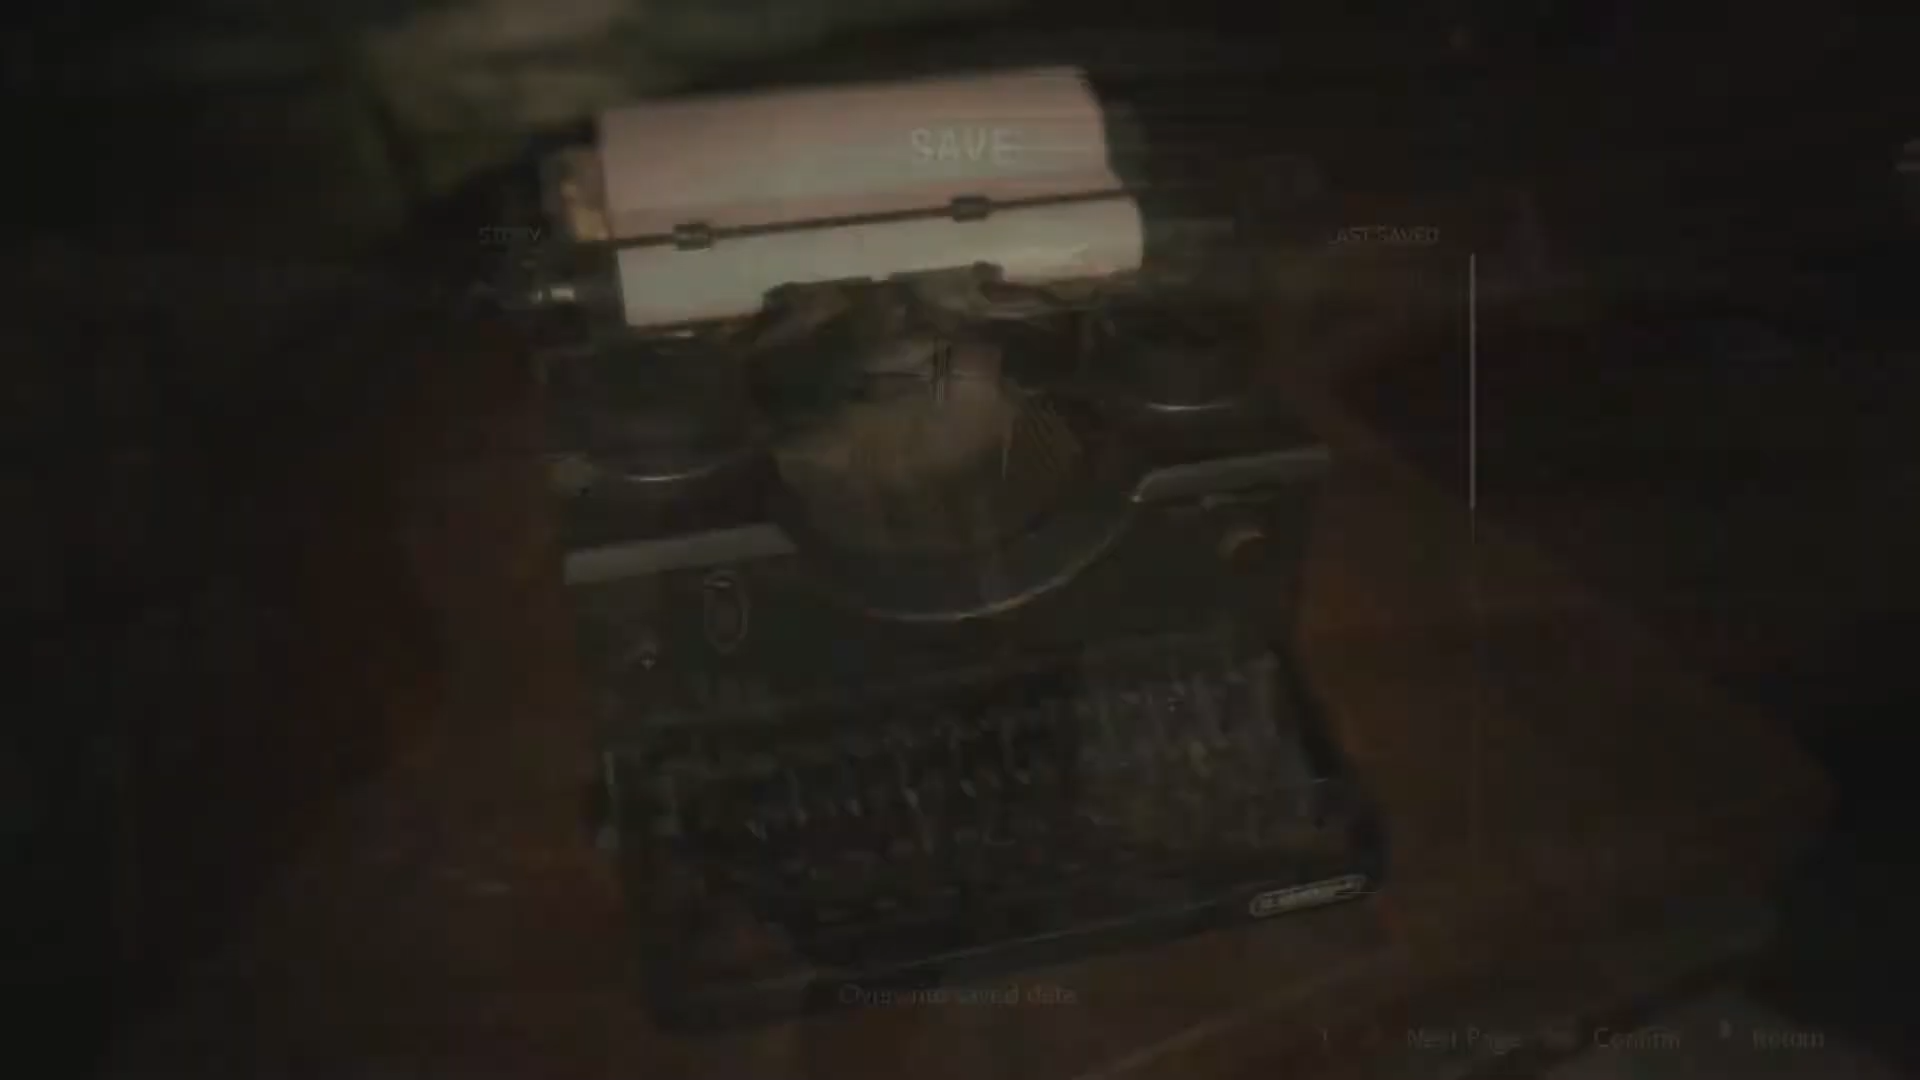 SAVE
STORY
LAST SAVED
Overwrite saved data
Next Page
Confirm
Return